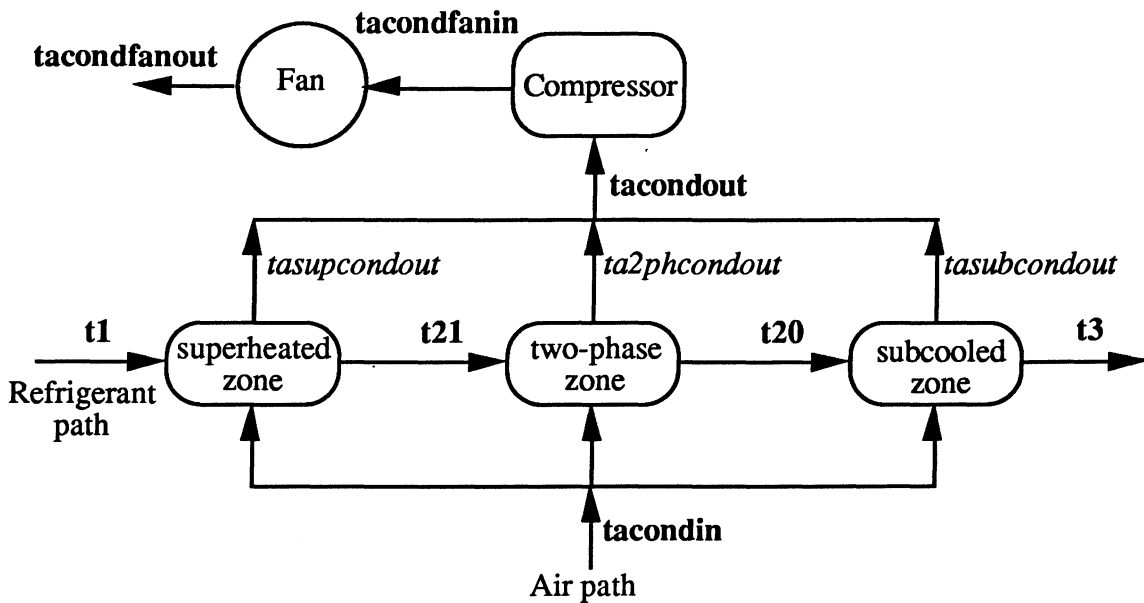 tacondfanin
tacondfanout
Fan
Compressor
tacondout
tasupcondout
ta2phcondout
tasubcondout
t1
t21
t20
t3
superheated
zone
two-phase
zone
subcooled
zone
Refrigerant
path
tacondin
Air path